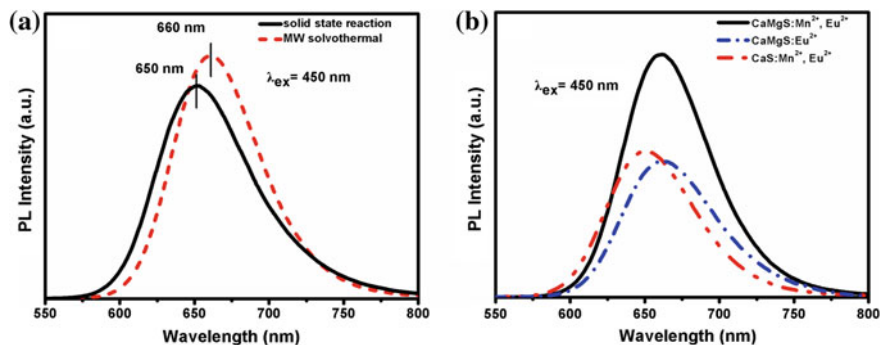 (a)
660 nm
650 nm
solid state reaction
MW solvothermal
λex= 450 nm
PL Intensity (a.u.)
550 600 650 700 750 800
Wavelength (nm)
(b)
CaMgS:Mn²⁺, Eu²⁺
CaMgS:Eu²⁺
CaS:Mn²⁺, Eu²⁺
λex= 450 nm
PL Intensity (a.u.)
550 600 650 700 750 800
Wavelength (nm)